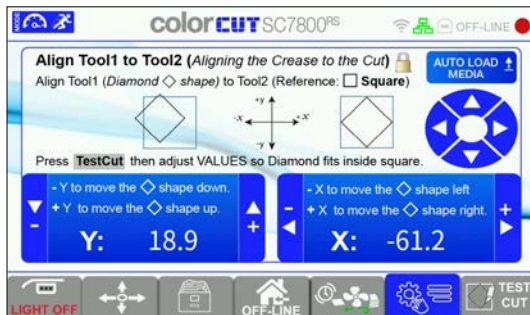 MODE
colorCUT SC7800RS
OFF-LINE
Align Tool1 to Tool2 (Aligning the Crease to the Cut)
AUTO LOAD
MEDIA
Align Tool1 (Diamond ◇ shape) to Tool2 (Reference: □ Square)
+y
-X
+X
-y
Press TestCut then adjust VALUES so Diamond fits inside square.
- Y to move the ◇ shape down.
+ Y to move the ◇ shape up.
- +
Y: 18.9
- X to move the ◇ shape left
+ X to move the ◇ shape right.
- +
X: -61.2
LIGHT OFF
OFF-LINE
TEST
CUT